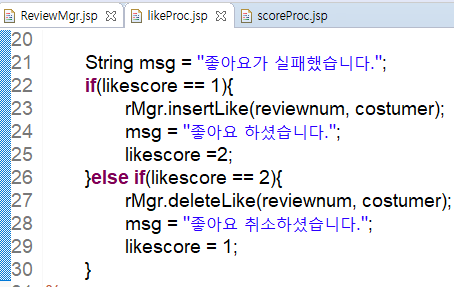 ReviewMgr.jsp likeProc.jsp scoreProc.jsp
20
21 String msg = "좋아요가 실패했습니다.";
22 if(likescore == 1){
23 rMgr.insertLike(reviewnum, costumer);
24 msg = "좋아요 하셨습니다.";
25 likescore =2;
26 }else if(likescore == 2){
27 rMgr.deleteLike(reviewnum, costumer);
28 msg = "좋아요 취소하셨습니다.";
29 likescore = 1;
30 }